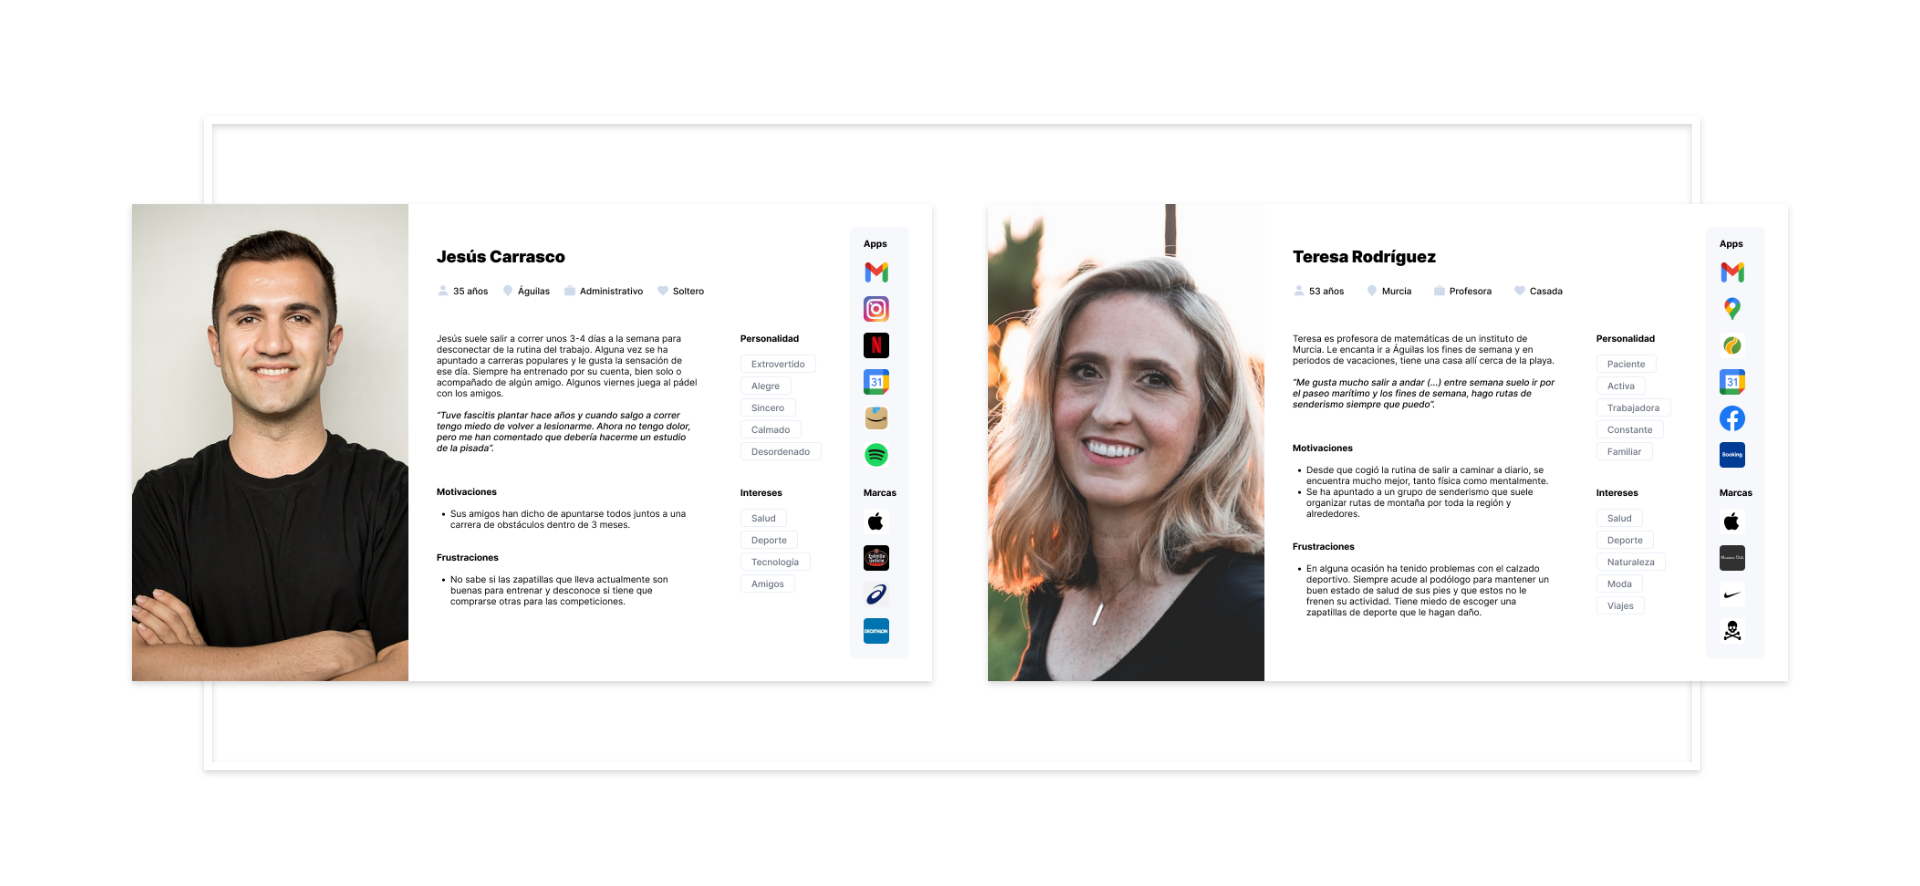 Jesús Carrasco
35 años
Águilas
Administrativo
Soltero
Jesús suele salir a correr unos 3-4 días a la semana para
desconectar de la rutina del trabajo. Alguna vez se ha
apuntado a carreras populares y le gusta la sensación de
ese día. Siempre ha entrenado por su cuenta, bien solo o
acompañado de algún amigo. Algunos viernes juega al pádel
con los amigos.
"Tuve fascitis plantar hace años y cuando salgo a correr
tengo miedo de volver a lesionarme. Ahora no tengo dolor,
pero me han comentado que debería hacerme un estudio
de la pisada".
Motivaciones
• Sus amigos han dicho de apuntarse todos juntos a una
carrera de obstáculos dentro de 3 meses.
Frustraciones
• No sabe si las zapatillas que lleva actualmente son
buenas para entrenar y desconoce si tiene que
comprarse otras para las competiciones.
Personalidad
Extrovertido
Alegre
Sincero
Calmado
Desordenado
Intereses
Salud
Deporte
Tecnología
Amigos
Apps
31
Marcas
Estrella
Galicia
DECATHLON
Teresa Rodríguez
53 años
Murcia
Profesora
Casada
Teresa es profesora de matemáticas de un instituto de
Murcia. Le encanta ir a Águilas los fines de semana y en
periodos de vacaciones, tiene una casa allí cerca de la playa.
"Me gusta mucho salir a andar (...) entre semana suelo ir por
el paseo marítimo y los fines de semana, hago rutas de
senderismo siempre que puedo".
Motivaciones
• Desde que cogió la rutina de salir a caminar a diario, se
encuentra mucho mejor, tanto física como mentalmente.
• Se ha apuntado a un grupo de senderismo que suele
organizar rutas de montaña por toda la región y
alrededores.
Frustraciones
• En alguna ocasión ha tenido problemas con el calzado
deportivo. Siempre acude al podólogo para mantener un
buen estado de salud de sus pies y que estos no le
frenen su actividad. Tiene miedo de escoger una
zapatillas de deporte que le hagan daño.
Personalidad
Paciente
Activa
Trabajadora
Constante
Familiar
Intereses
Salud
Deporte
Naturaleza
Moda
Viajes
Apps
31
Booking
Marcas
Massimo Dutti